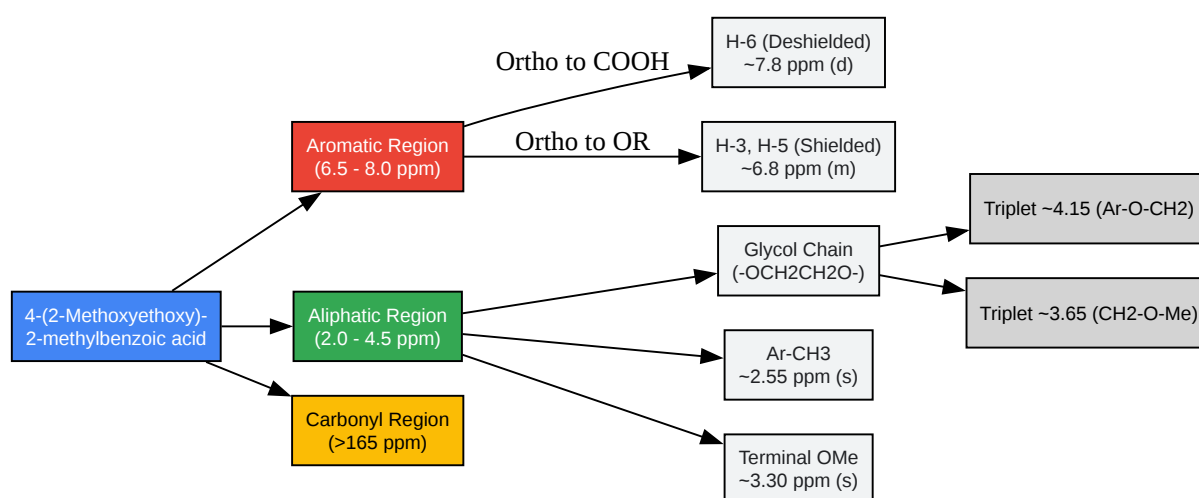 4-(2-Methoxyethoxy)-
2-methylbenzoic acid
Aromatic Region
(6.5 - 8.0 ppm)
Aliphatic Region
(2.0 - 4.5 ppm)
Carbonyl Region
(>165 ppm)
Ortho to COOH
Ortho to OR
H-6 (Deshielded)
~7.8 ppm (d)
H-3, H-5 (Shielded)
~6.8 ppm (m)
Glycol Chain
(-OCH2CH2O-)
Ar-CH3
~2.55 ppm (s)
Terminal OMe
~3.30 ppm (s)
Triplet ~4.15 (Ar-O-CH2)
Triplet ~3.65 (CH2-O-Me)